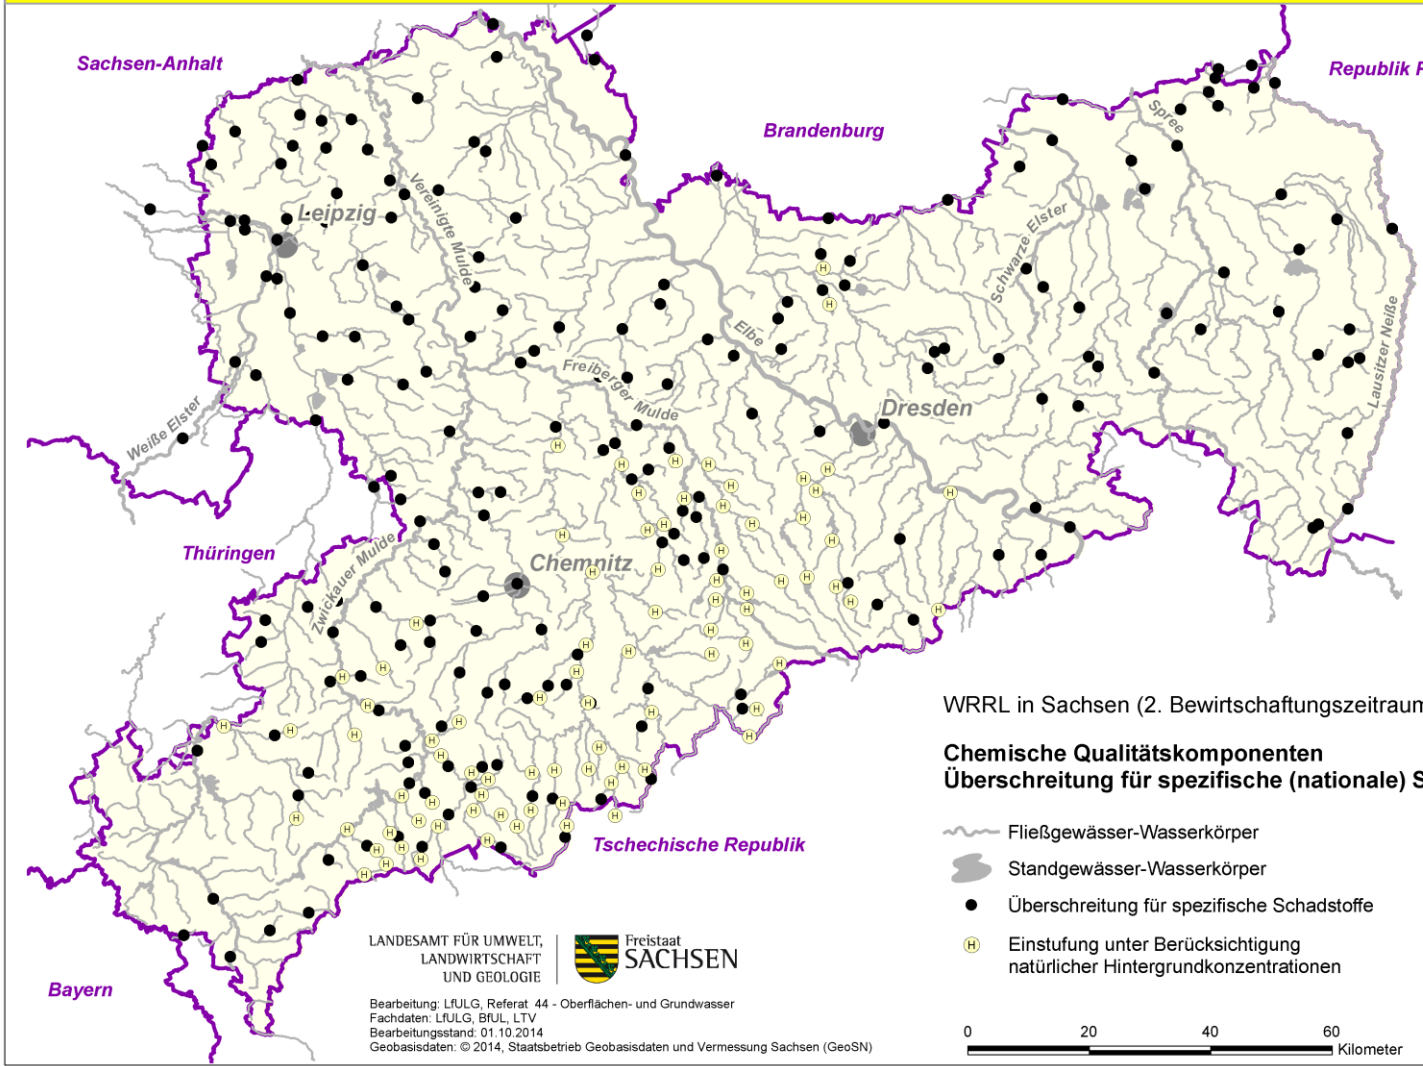 Sachsen-Anhalt
Republik
Brandenburg
Spree
Vereinigte Mulde
Leipzig
Schwarze Elster
Lausitzer Neiße
Elbe
Freiberger Mulde
Weiße Elster
Dresden
Thüringen
Zwickauer Mulde
Chemnitz
WRRL in Sachsen (2. Bewirtschaftungszeitraum
Chemische Qualitätskomponenten
Überschreitung für spezifische (nationale) S
Fließgewässer-Wasserkörper
Tschechische Republik
Standgewässer-Wasserkörper
Überschreitung für spezifische Schadstoffe
H Einstufung unter Berücksichtigung
natürlicher Hintergrundkonzentrationen
LANDESAMT FÜR UMWELT,
LANDWIRTSCHAFT
UND GEOLOGIE
Freistaat
SACHSEN
Bayern
Bearbeitung: LfULG, Referat 44 - Oberflächen- und Grundwasser
Fachdaten: LfULG, BfUL, LTV
Bearbeitungsstand: 01.10.2014
Geobasisdaten: © 2014, Staatsbetrieb Geobasisdaten und Vermessung Sachsen (GeoSN)
0 20 40 60
Kilometer